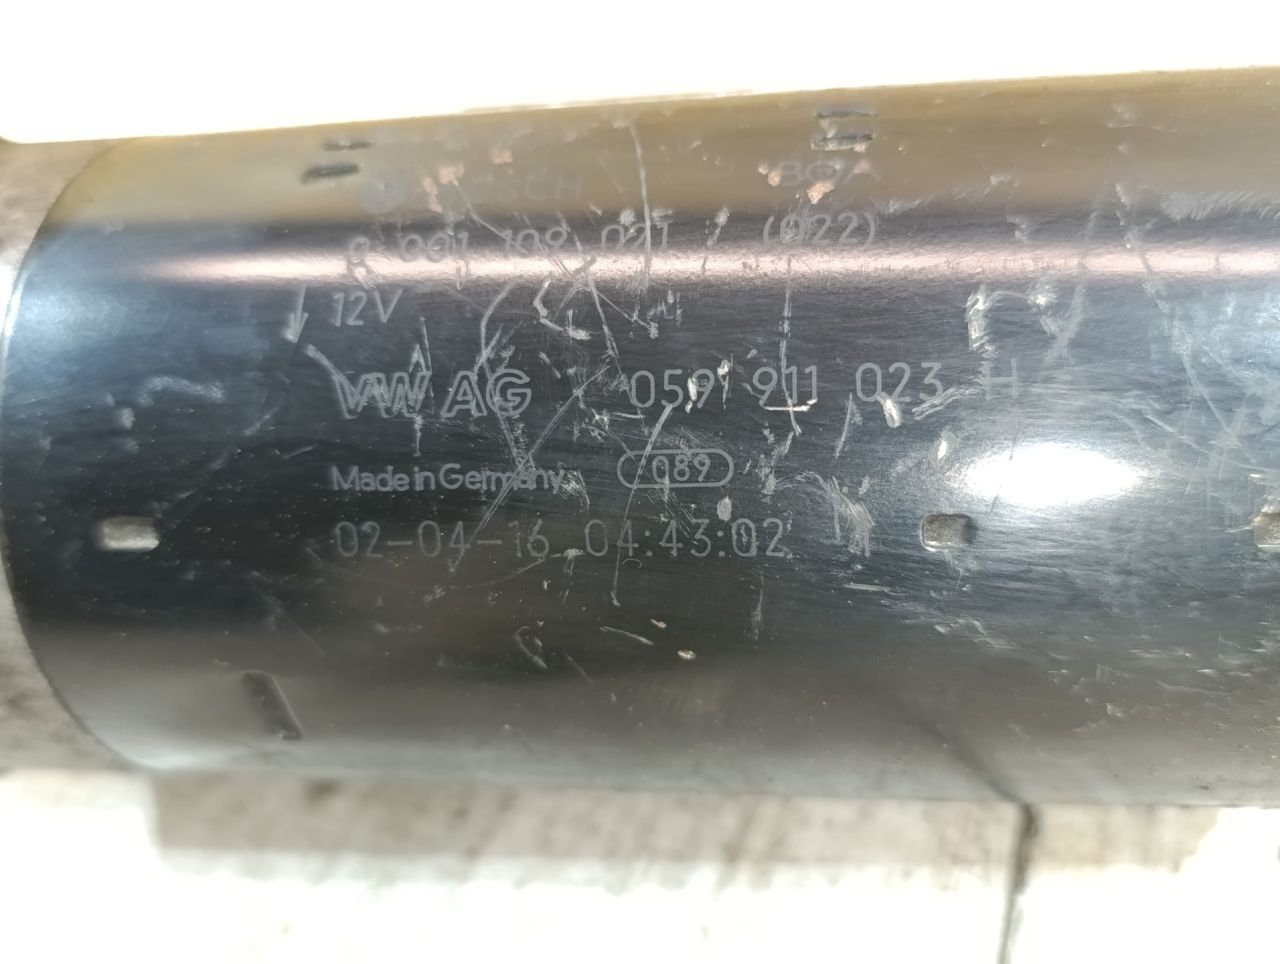 BOSCH
0 001 109 021 (022)
12V
VW AG 059 911 023 H
Made in Germany 089
02-04-16 04:43:02